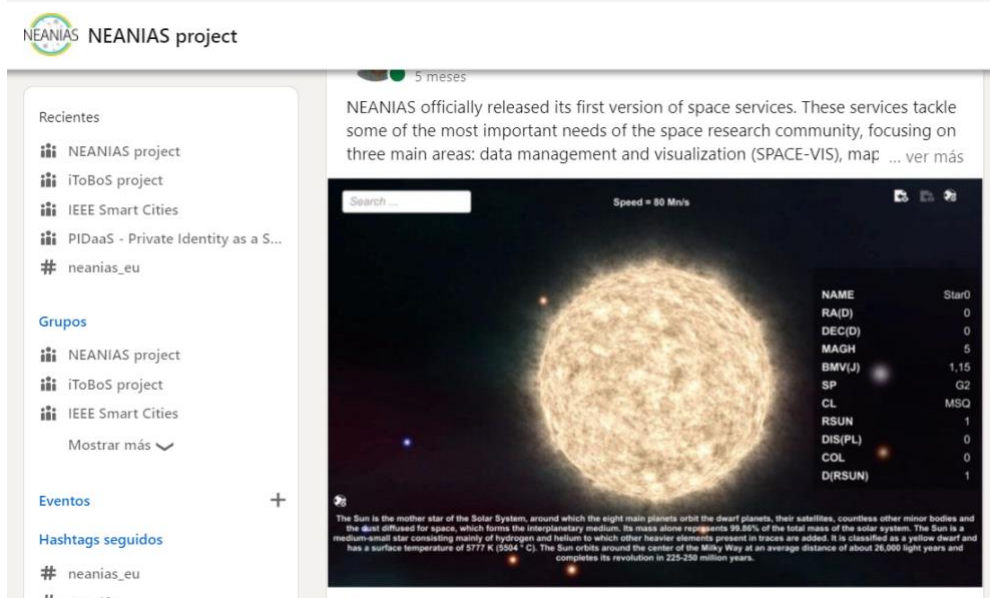 NEANIAS
NEANIAS project
Recientes
NEANIAS project
iToBoS project
IEEE Smart Cities
PIDaaS - Private Identity as a S...
# neanias_eu
Grupos
NEANIAS project
iToBoS project
IEEE Smart Cities
Mostrar más
Eventos
Hashtags seguidos
# neanias_eu
5 meses
NEANIAS officially released its first version of space services. These services tackle
some of the most important needs of the space research community, focusing on
three main areas: data management and visualization (SPACE-VIS), map ... ver más
Search ...
Speed = 80 Mn/s
NAME Star0
RA(D) 0
DEC(D) 0
MAGH 5
BMV(J) 1,15
SP G2
CL MSQ
RSUN 1
DIS(PL) 0
COL 0
D(RSUN) 1
The Sun is the mother star of the Solar System, around which the eight main planets orbit the dwarf planets, their satellites, countless other minor bodies and
the dust diffused for space, which forms the interplanetary medium. Its mass alone represents 99.86% of the total mass of the solar system. The Sun is a
medium-small star consisting mainly of hydrogen and helium to which other heavier elements present in traces are added. It is classified as a yellow dwarf and
has a surface temperature of 5777 K (5504 ° C). The Sun orbits around the center of the Milky Way at an average distance of about 26,000 light years and
completes its revolution in 225-250 million years.